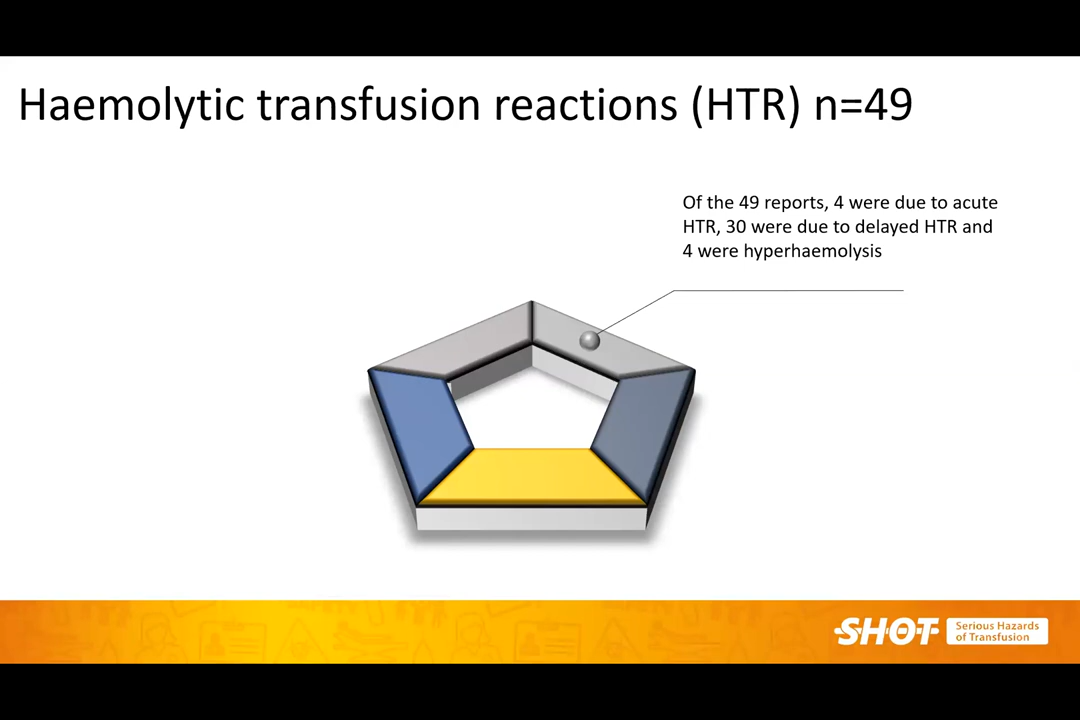 Haemolytic transfusion reactions (HTR) n=49
Of the 49 reports, 4 were due to acute
HTR, 30 were due to delayed HTR and
4 were hyperhaemolysis
SHOT
Serious Hazards
of Transfusion